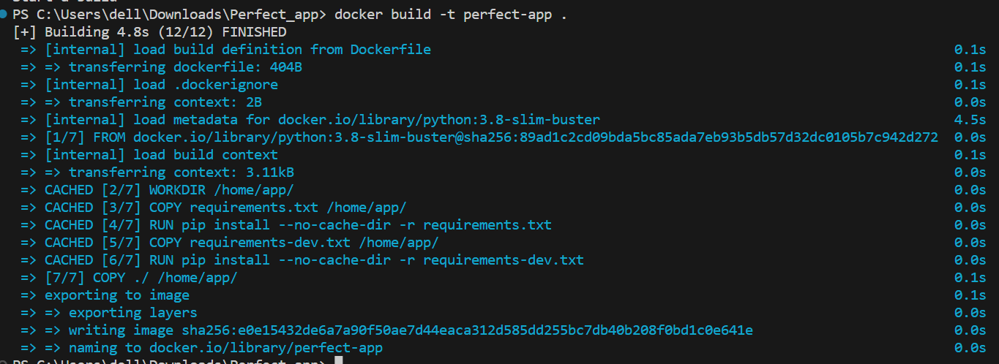 PS C:\Users\dell\Downloads\Perfect_app> docker build -t perfect-app .
[+] Building 4.8s (12/12) FINISHED
=> [internal] load build definition from Dockerfile 0.1s
=> => transferring dockerfile: 404B 0.1s
=> [internal] load .dockerignore 0.1s
=> => transferring context: 2B 0.0s
=> [internal] load metadata for docker.io/library/python:3.8-slim-buster 4.5s
=> [1/7] FROM docker.io/library/python:3.8-slim-buster@sha256:89ad1c2cd09bda5bc85ada7eb93b5db57d32dc0105b7c942d272 0.0s
=> [internal] load build context 0.1s
=> => transferring context: 3.11kB 0.0s
=> CACHED [2/7] WORKDIR /home/app/ 0.0s
=> CACHED [3/7] COPY requirements.txt /home/app/ 0.0s
=> CACHED [4/7] RUN pip install --no-cache-dir -r requirements.txt 0.0s
=> CACHED [5/7] COPY requirements-dev.txt /home/app/ 0.0s
=> CACHED [6/7] RUN pip install --no-cache-dir -r requirements-dev.txt 0.0s
=> [7/7] COPY ./ /home/app/ 0.1s
=> exporting to image 0.1s
=> => exporting layers 0.0s
=> => writing image sha256:e0e15432de6a7a90f50ae7d44eaca312d585dd255bc7db40b208f0bd1c0e641e 0.0s
=> => naming to docker.io/library/perfect-app 0.0s
PS C:\Users\dell\Downloads\Perfect_app>